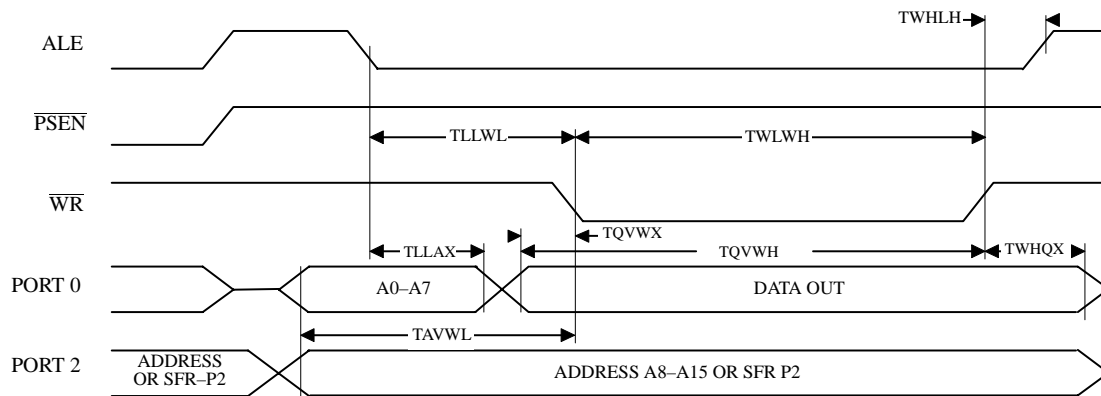 TWHLH
ALE
PSEN
TLLWL
TWLWH
WR
TQVWX
TLLAX
TQVWH
TWHQX
PORT 0
A0–A7
DATA OUT
TAVWL
PORT 2
ADDRESS
OR SFR–P2
ADDRESS A8–A15 OR SFR P2